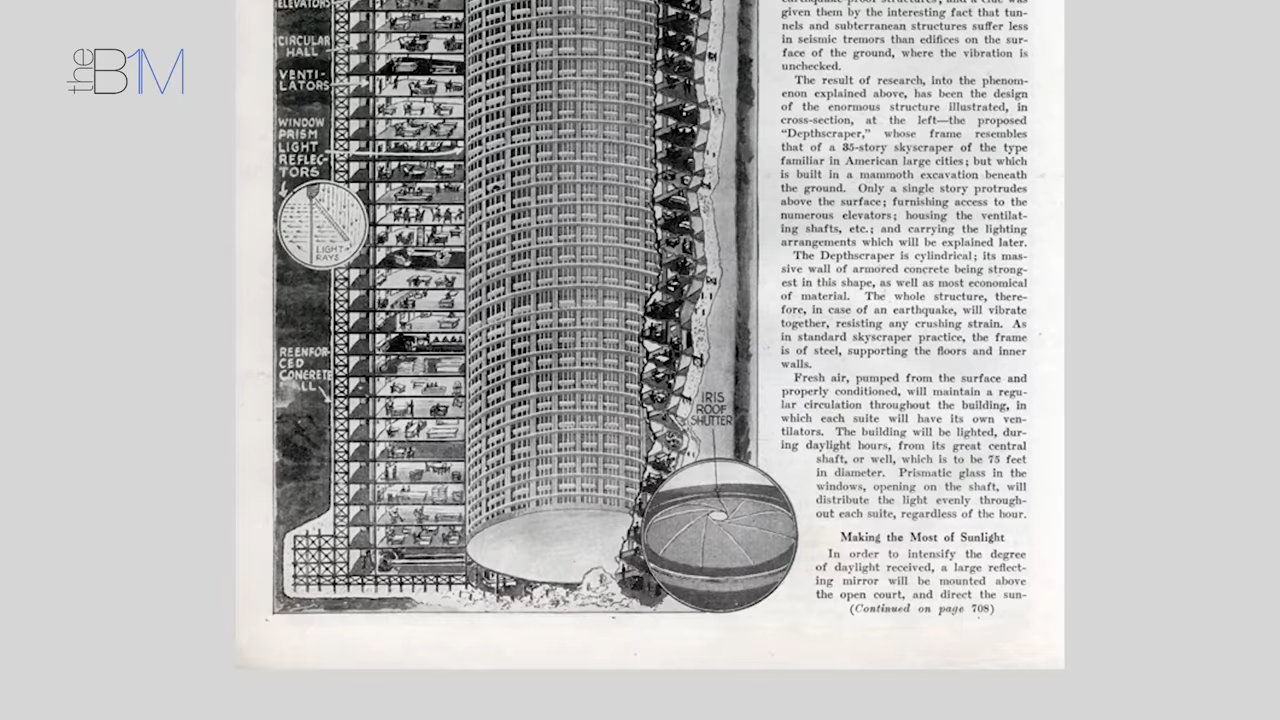 the B1M
ELEVATORS
CIRCULAR
HALL
VENTI-
LATORS
WINDOW
PRISM
LIGHT
REFLEC-
TORS
LIGHT-
RAYS
REENFOR-
CED
CONCRETE
WALL
IRIS
ROOF
SHUTTER
given them by the interesting fact that tun-
nels and subterranean structures suffer less
in seismic tremors than edifices on the sur-
face of the ground, where the vibration is
unchecked.
The result of research, into the phenom-
enon explained above, has been the design
of the enormous structure illustrated, in
cross-section, at the left—the proposed
“Depthscraper,” whose frame resembles
that of a 35-story skyscraper of the type
familiar in American large cities; but which
is built in a mammoth excavation beneath
the ground. Only a single story protrudes
above the surface; furnishing access to the
numerous elevators; housing the ventilat-
ing shafts, etc.; and carrying the lighting
arrangements which will be explained later.
The Depthscraper is cylindrical; its mas-
sive wall of armored concrete being strong-
est in this shape, as well as most economical
of material. The whole structure, there-
fore, in case of an earthquake, will vibrate
together, resisting any crushing strain. As
in standard skyscraper practice, the frame
is of steel, supporting the floors and inner
walls.
Fresh air, pumped from the surface and
properly conditioned, will maintain a regu-
lar circulation throughout the building, in
which each suite will have its own ven-
tilators. The building will be lighted, dur-
ing daylight hours, from its great central
shaft, or well, which is to be 75 feet
in diameter. Prismatic glass in the
windows, opening on the shaft, will
distribute the light evenly through-
out each suite, regardless of the hour.
Making the Most of Sunlight
In order to intensify the degree
of daylight received, a large reflect-
ing mirror will be mounted above
the open court, and direct the sun-
(Continued on page 708)